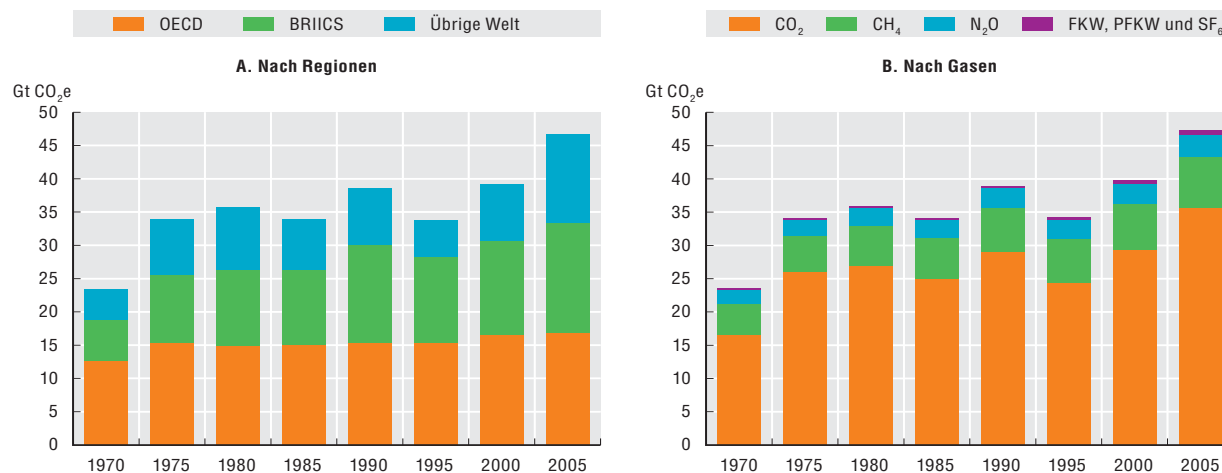 OECD BRIICS Übrige Welt
A. Nach Regionen
Gt CO₂e
50
45
40
35
30
25
20
15
10
5
0
1970 1975 1980 1985 1990 1995 2000 2005
CO₂ CH₄ N₂O FKW, PFKW und SF₆
B. Nach Gasen
Gt CO₂e
50
45
40
35
30
25
20
15
10
5
0
1970 1975 1980 1985 1990 1995 2000 2005